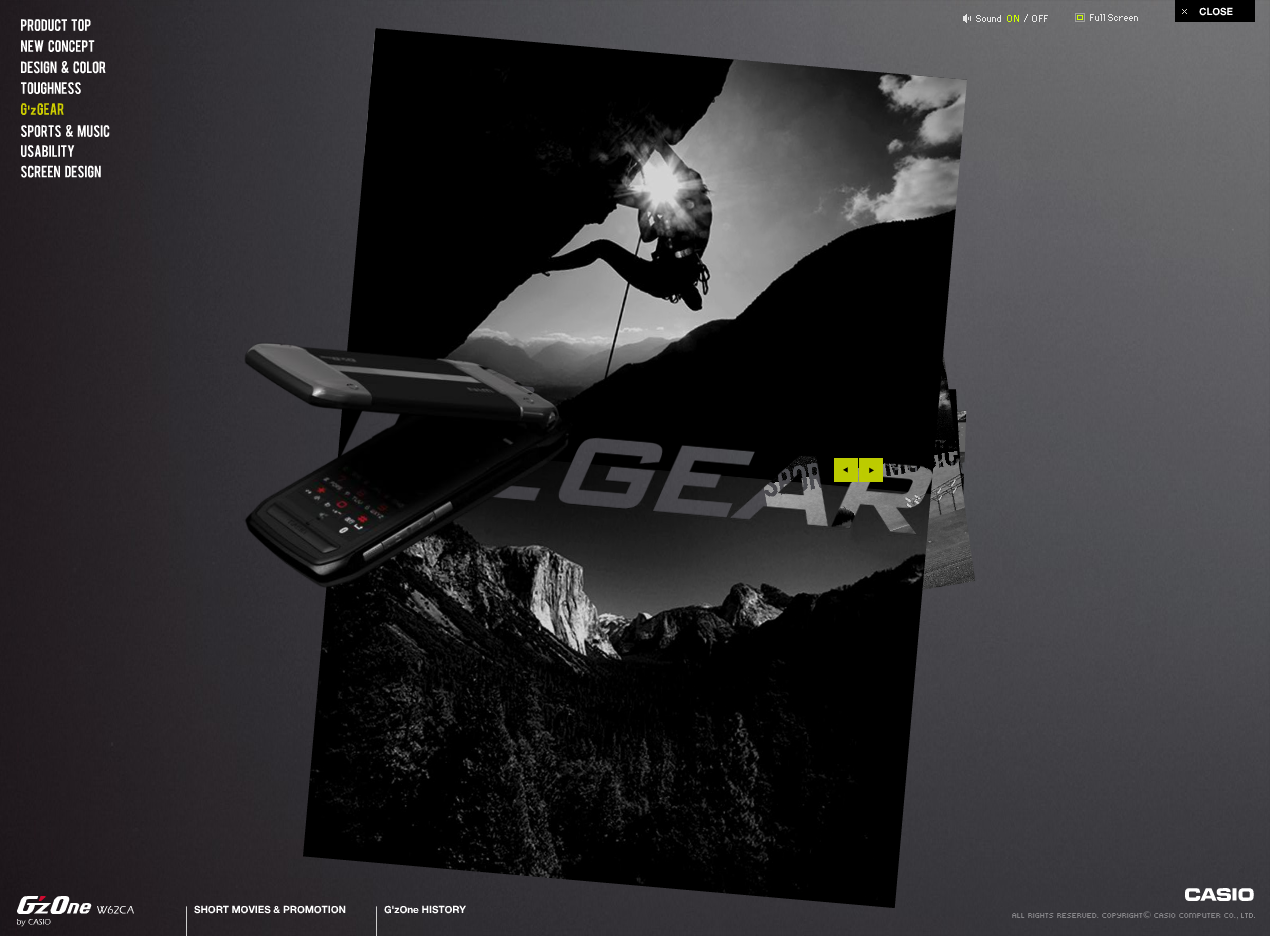 PRODUCT TOP
NEW CONCEPT
DESIGN & COLOR
TOUGHNESS
G'zGEAR
SPORTS & MUSIC
USABILITY
SCREEN DESIGN
Sound ON / OFF
Full Screen
× CLOSE
GEAR
SPOR
G'zOne W62CA
by CASIO
SHORT MOVIES & PROMOTION
G'zOne HISTORY
CASIO
ALL RIGHTS RESERVED. COPYRIGHT© CASIO COMPUTER CO., LTD.